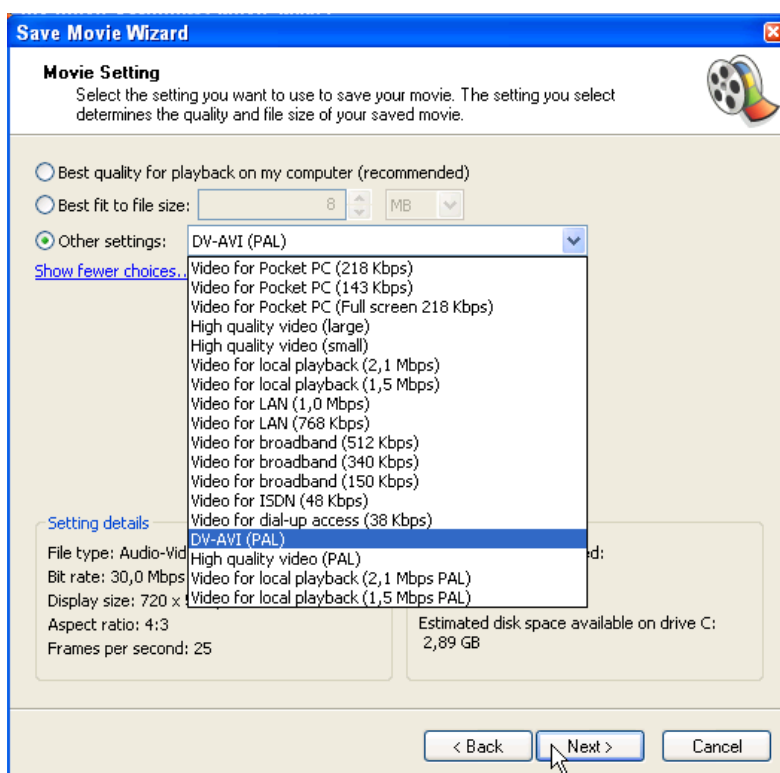 Save Movie Wizard
Movie Setting
Select the setting you want to use to save your movie. The setting you select
determines the quality and file size of your saved movie.
Best quality for playback on my computer (recommended)
Best fit to file size: 8 MB
Other settings: DV-AVI (PAL)
Show fewer choices..
Video for Pocket PC (218 Kbps)
Video for Pocket PC (143 Kbps)
Video for Pocket PC (Full screen 218 Kbps)
High quality video (large)
High quality video (small)
Video for local playback (2,1 Mbps)
Video for local playback (1,5 Mbps)
Video for LAN (1,0 Mbps)
Video for LAN (768 Kbps)
Video for broadband (512 Kbps)
Video for broadband (340 Kbps)
Video for broadband (150 Kbps)
Video for ISDN (48 Kbps)
Video for dial-up access (38 Kbps)
DV-AVI (PAL)
High quality video (PAL)
Video for local playback (2,1 Mbps PAL)
Video for local playback (1,5 Mbps PAL)
Setting details
File type: Audio-Vid
Bit rate: 30,0 Mbps
Display size: 720 x
Aspect ratio: 4:3
Frames per second: 25
Estimated disk space available on drive C:
2,89 GB
< Back
Next >
Cancel